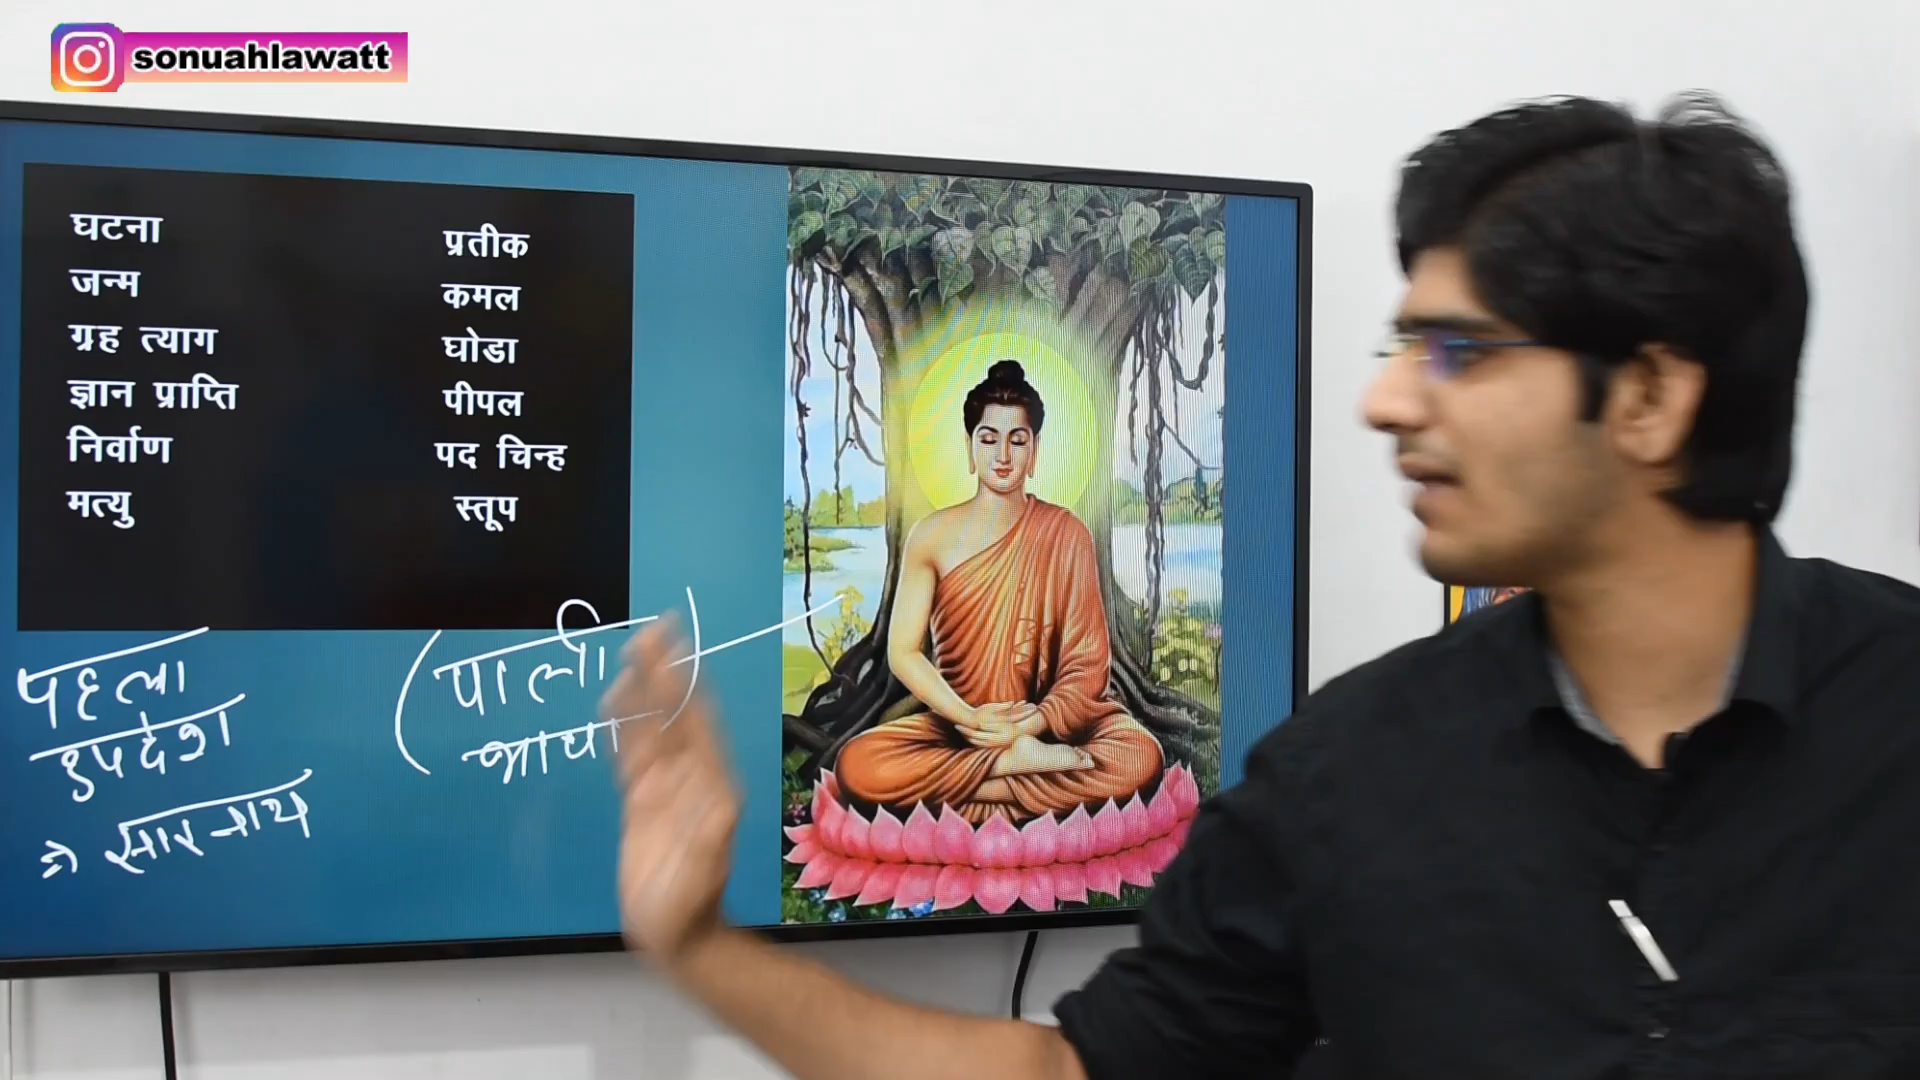 sonuahlawatt
घटना प्रतीक
जन्म कमल
ग्रह त्याग घोडा
ज्ञान प्राप्ति पीपल
निर्वाण पद चिन्ह
मत्यु स्तूप
पहला
उपदेश
⇒ सारनाथ
(पाली
भाषा)